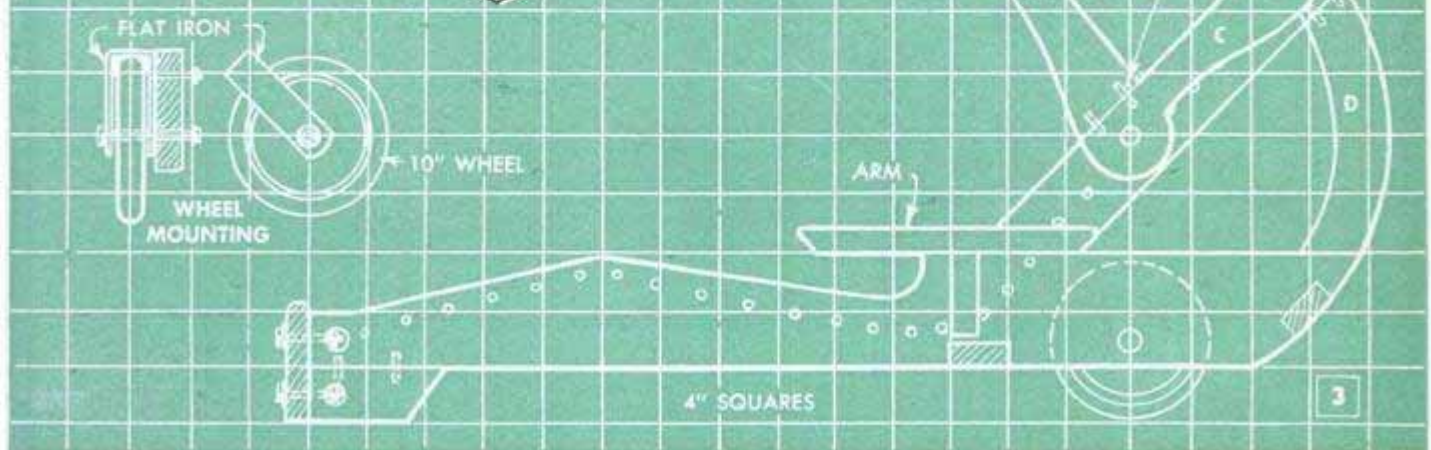 FLAT IRON
C
D
10" WHEEL
ARM
WHEEL
MOUNTING
4" SQUARES
3